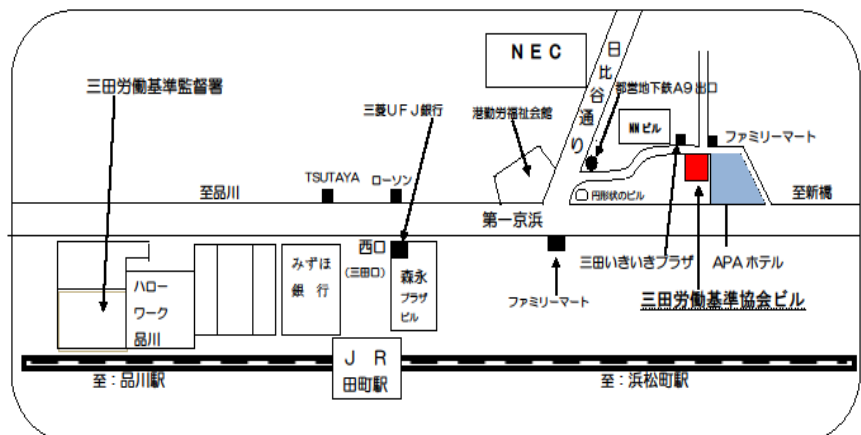 NEC
日比谷通り
三田労働基準監督署
都営地下鉄A9出口
三菱UFJ銀行
港勤労福祉会館
NNビル
ファミリーマート
TSUTAYA
ローソン
至品川
円形状のビル
至新橋
第一京浜
西口
(三田口)
みずほ
銀行
森永
プラザ
ビル
三田いきいきプラザ
APAホテル
ハロー
ワーク
品川
ファミリーマート
三田労働基準協会ビル
JR
田町駅
至:品川駅
至:浜松町駅